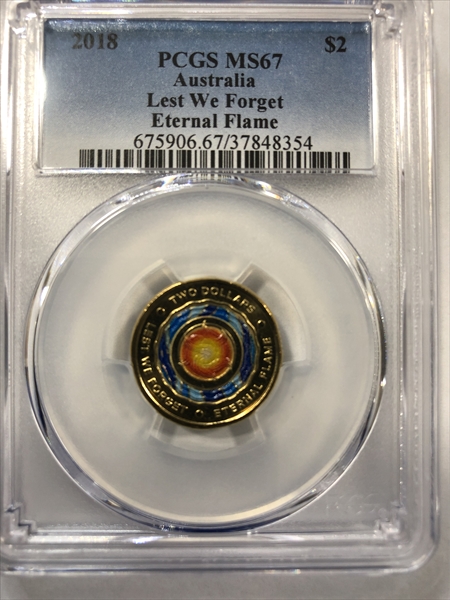 2018 PCGS MS67 $2
Australia
Lest We Forget
Eternal Flame
675906.67/37848354
TWO DOLLARS
LEST WE FORGET
ETERNAL FLAME